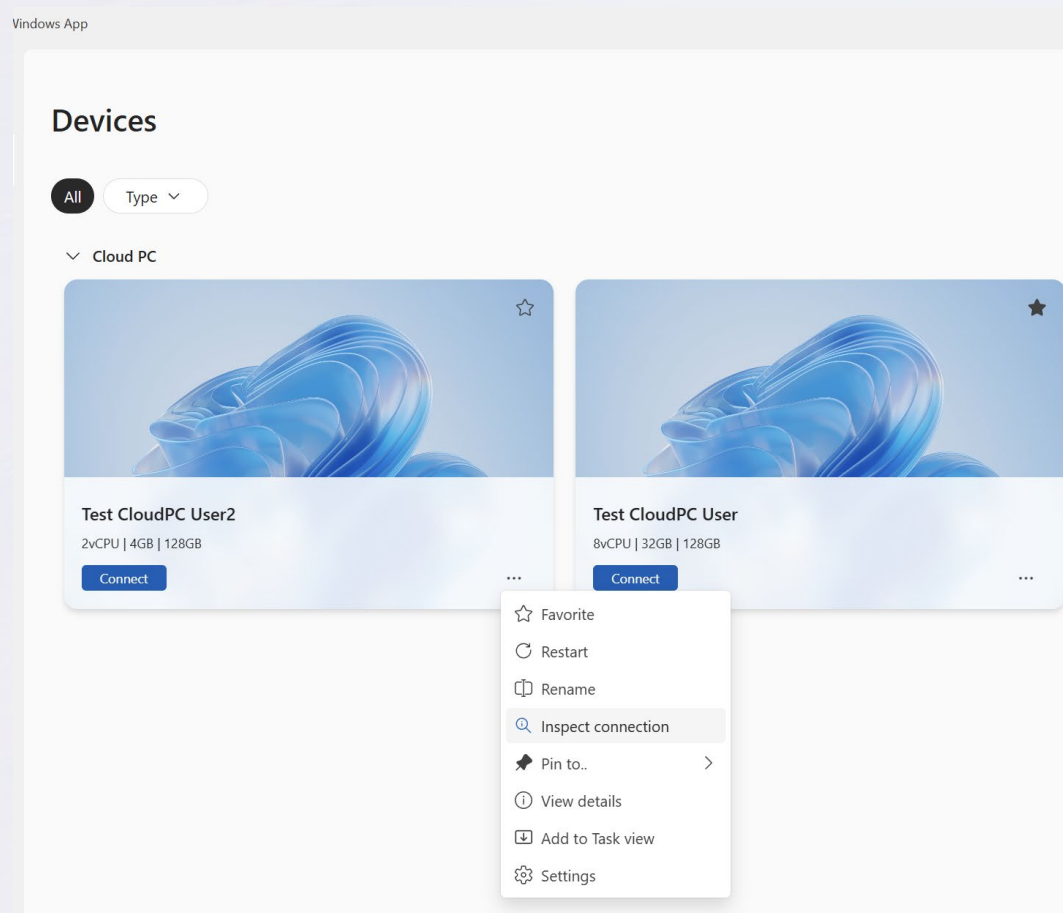 Windows App
Devices
All
Type
Cloud PC
Test CloudPC User2
2vCPU | 4GB | 128GB
Connect
...
Test CloudPC User
8vCPU | 32GB | 128GB
Connect
...
Favorite
Restart
Rename
Inspect connection
Pin to..
View details
Add to Task view
Settings